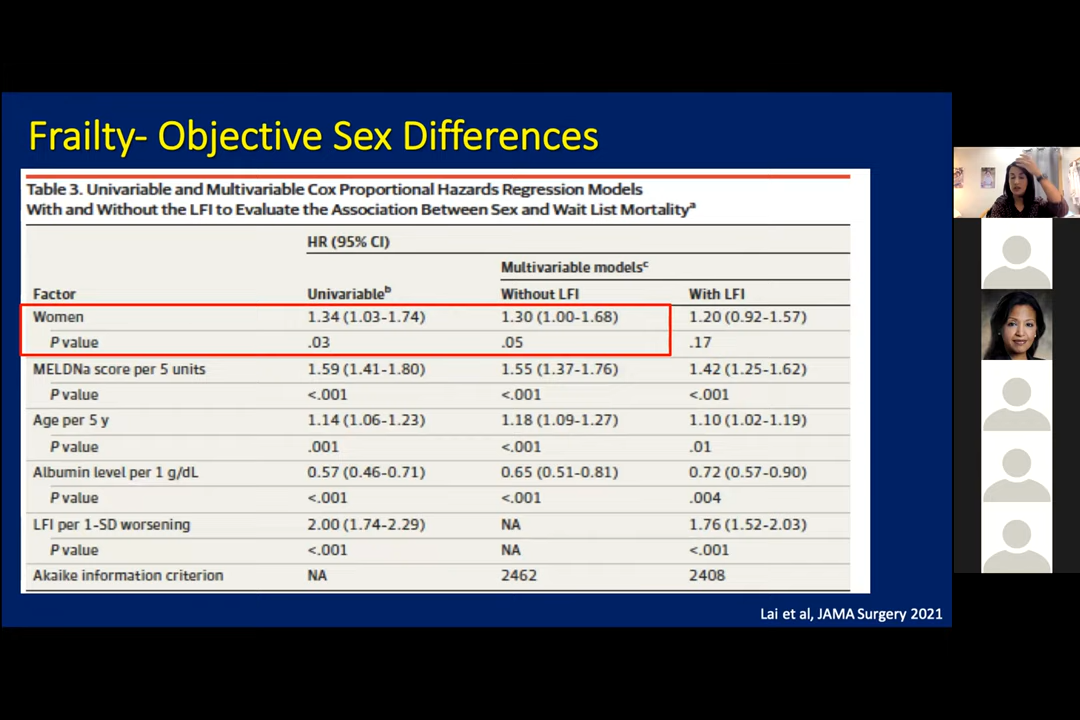 Frailty- Objective Sex Differences
Table 3. Univariable and Multivariable Cox Proportional Hazards Regression Models
With and Without the LFI to Evaluate the Association Between Sex and Wait List Mortalityᵃ
HR (95% CI)
Multivariable modelsᶜ
Factor Univariableᵇ Without LFI With LFI
Women 1.34 (1.03-1.74) 1.30 (1.00-1.68) 1.20 (0.92-1.57)
P value .03 .05 .17
MELDNa score per 5 units 1.59 (1.41-1.80) 1.55 (1.37-1.76) 1.42 (1.25-1.62)
P value <.001 <.001 <.001
Age per 5 y 1.14 (1.06-1.23) 1.18 (1.09-1.27) 1.10 (1.02-1.19)
P value .001 <.001 .01
Albumin level per 1 g/dL 0.57 (0.46-0.71) 0.65 (0.51-0.81) 0.72 (0.57-0.90)
P value <.001 <.001 .004
LFI per 1-SD worsening 2.00 (1.74-2.29) NA 1.76 (1.52-2.03)
P value <.001 NA <.001
Akaike information criterion NA 2462 2408
Lai et al, JAMA Surgery 2021